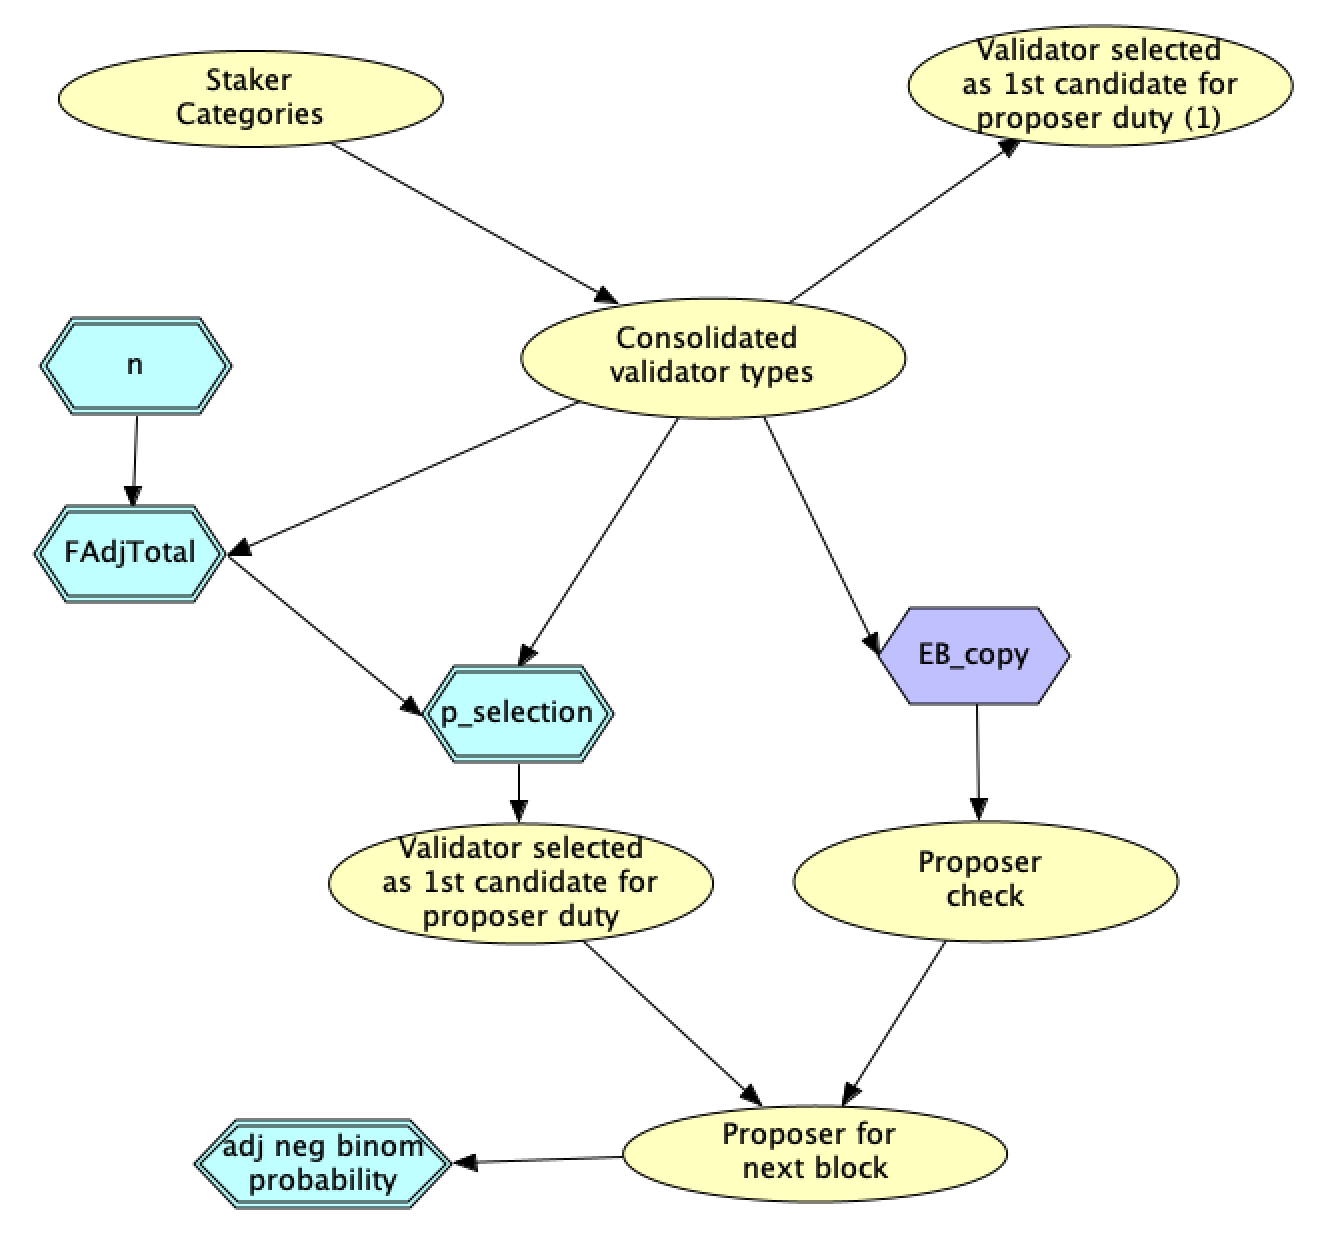 Staker
Categories
Validator selected
as 1st candidate for
proposer duty (1)
Consolidated
validator types
n
FAdjTotal
EB_copy
p_selection
Validator selected
as 1st candidate for
proposer duty
Proposer
check
Proposer for
next block
adj neg binom
probability